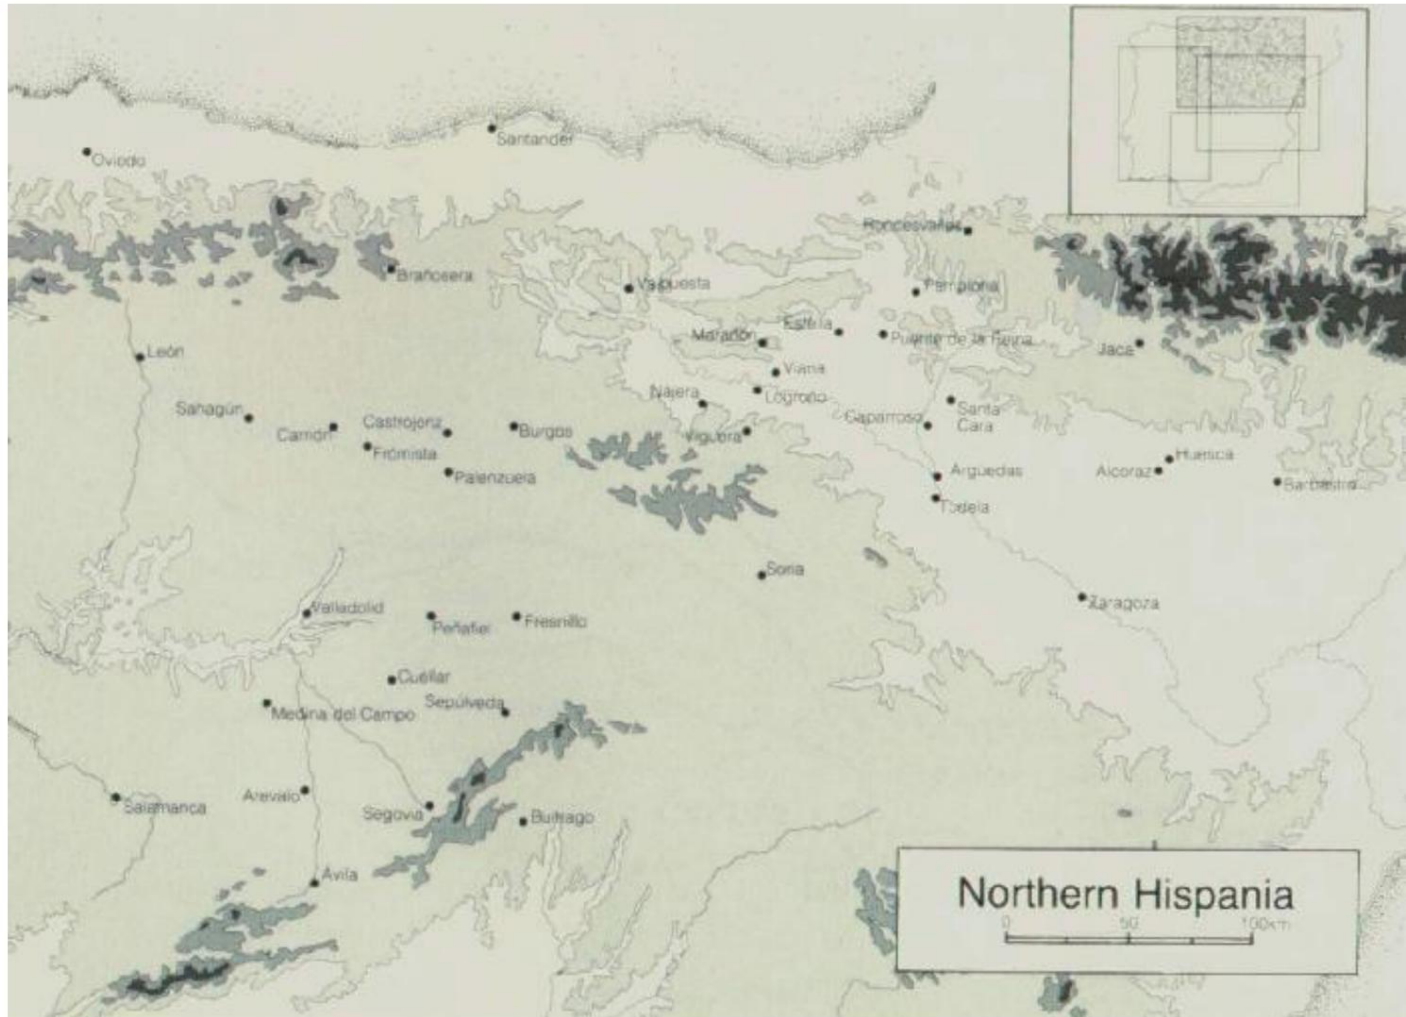 Santander
Oviedo
Roncesvalles
Brañosera
Valpuesta
Pamplona
Estella
Marañón
Puente de la Reina
Jaca
León
Viana
Nájera
Logroño
Santa
Cara
Caparroso
Sahagún
Carrión
Castrojeriz
Burgos
Viguera
Frómista
Huesca
Alcoraz
Palenzuela
Arguedas
Barbastro
Tudela
Soria
Zaragoza
Valladolid
Peñafiel
Fresnillo
Cuéllar
Sepúlveda
Medina del Campo
Arevalo
Salamanca
Segovia
Buitrago
Ávila
Northern Hispania
0 50 100km